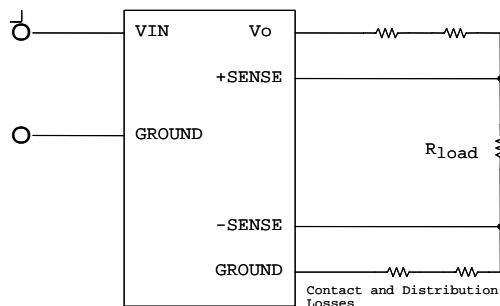 VIN Vo
+SENSE
GROUND
Rload
-SENSE
GROUND
Contact and Distribution
Losses